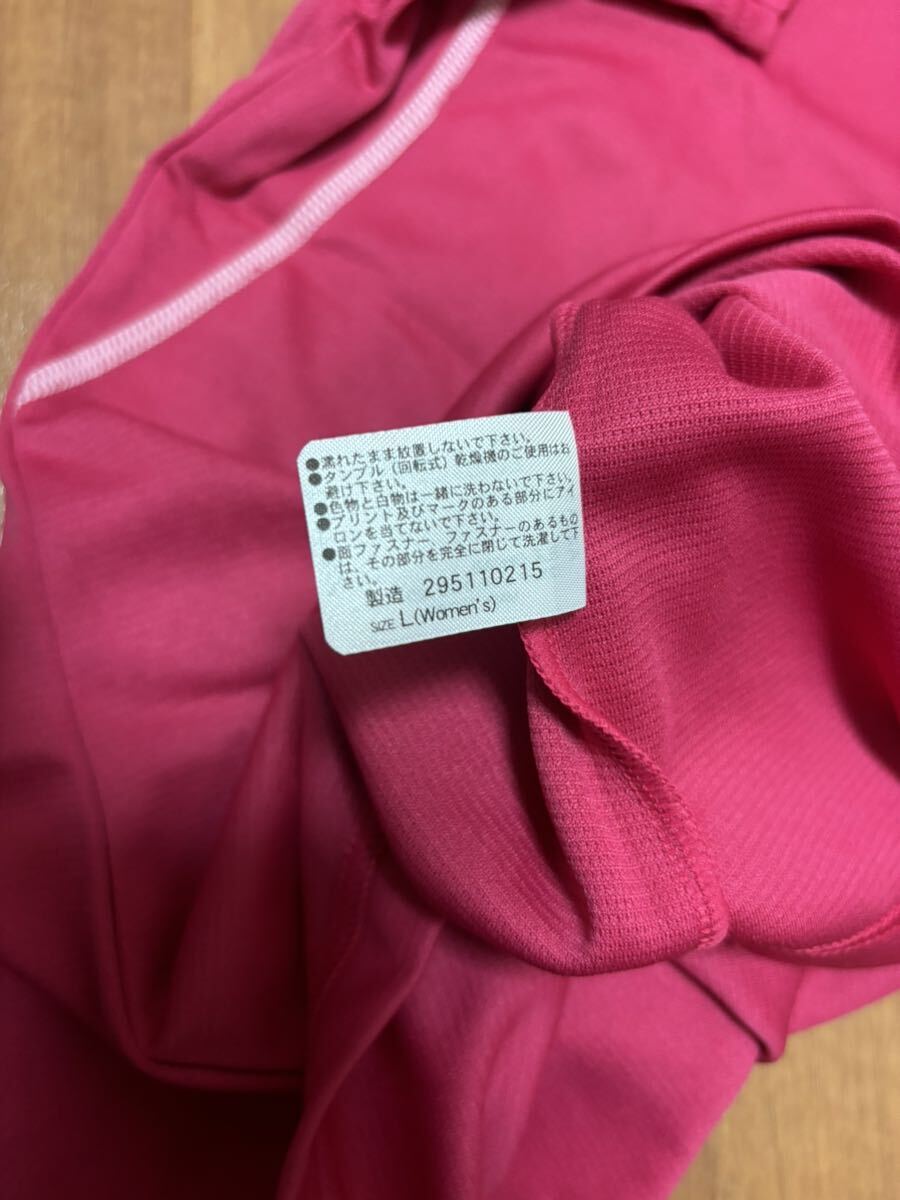 ●濡れたまま放置しないで下さい。
●タンブル(回転式)乾燥機のご使用はお
避け下さい。
●色物と白物は一緒に洗わないで下さい。
●プリント及びマークのある部分にアイ
ロンを当てないで下さい。
●面ファスナー ファスナーのあるもの
は、その部分を完全に閉じて洗濯して下
さい。
製造 295110215
SIZE L(Women's)